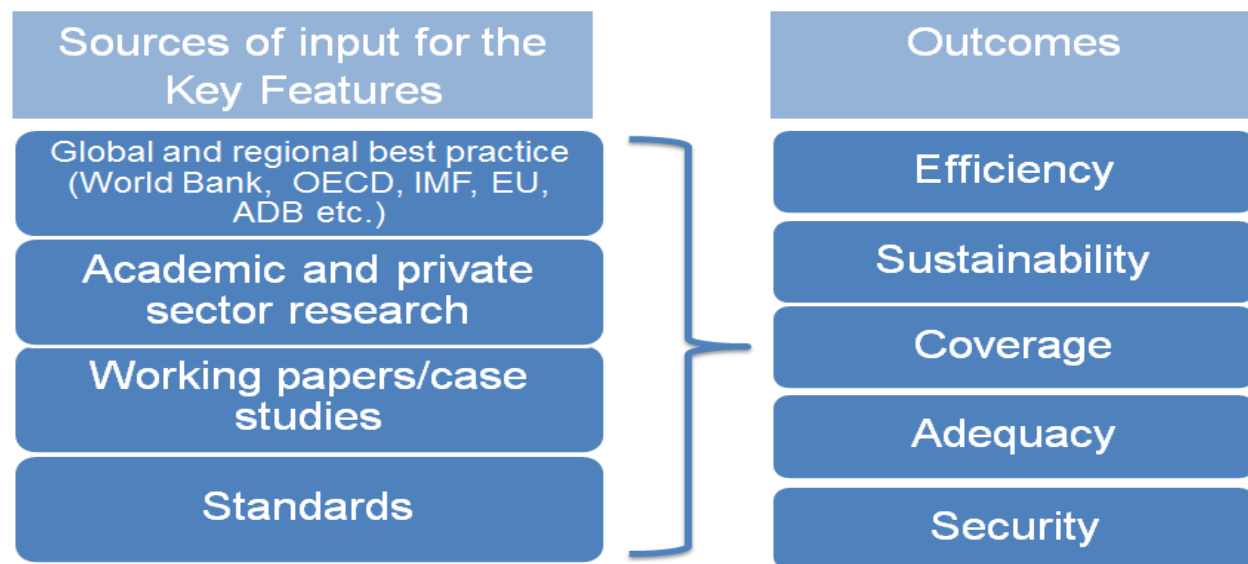 Sources of input for the
Key Features
Global and regional best practice
(World Bank, OECD, IMF, EU,
ADB etc.)
Academic and private
sector research
Working papers/case
studies
Standards
Outcomes
Efficiency
Sustainability
Coverage
Adequacy
Security